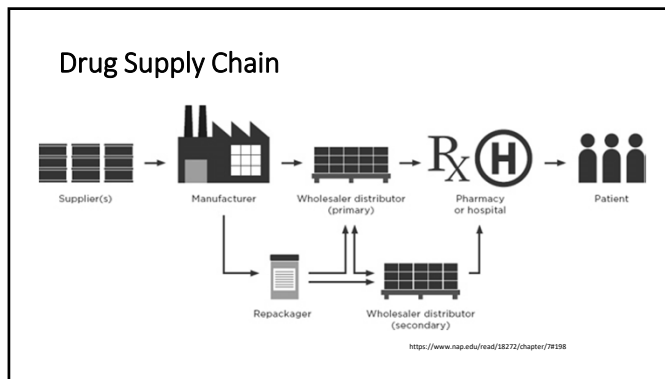 Drug Supply Chain
Supplier(s)
Manufacturer
Wholesaler distributor
(primary)
Rx H
Pharmacy
or hospital
Patient
Repackager
Wholesaler distributor
(secondary)
https://www.nap.edu/read/18272/chapter/7#198